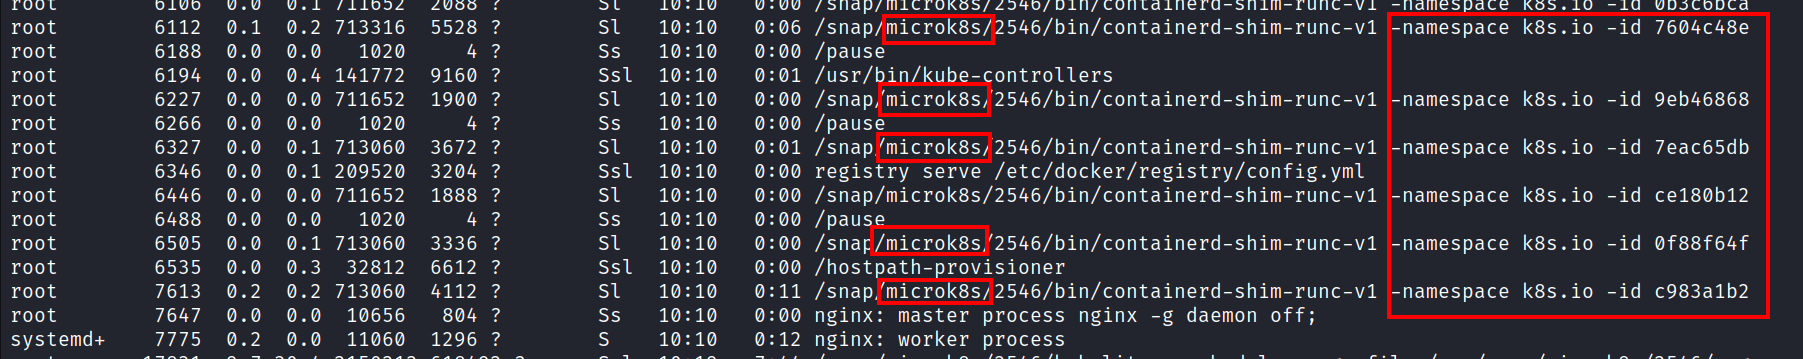 root 6106 0.0 0.1 711652 2088 ? Sl 10:10 0:00 /snap/microk8s/2546/bin/containerd-shim-runc-v1 -namespace k8s.io -id 0b3c6bca
root 6112 0.1 0.2 713316 5528 ? Sl 10:10 0:06 /snap/microk8s/2546/bin/containerd-shim-runc-v1 -namespace k8s.io -id 7604c48e
root 6188 0.0 0.0 1020 4 ? Ss 10:10 0:00 /pause
root 6194 0.0 0.4 141772 9160 ? Ssl 10:10 0:01 /usr/bin/kube-controllers
root 6227 0.0 0.1 711652 1900 ? Sl 10:10 0:00 /snap/microk8s/2546/bin/containerd-shim-runc-v1 -namespace k8s.io -id 9eb46868
root 6266 0.0 0.0 1020 4 ? Ss 10:10 0:00 /pause
root 6327 0.0 0.1 713060 3672 ? Sl 10:10 0:01 /snap/microk8s/2546/bin/containerd-shim-runc-v1 -namespace k8s.io -id 7eac65db
root 6346 0.0 0.1 209520 3204 ? Ssl 10:10 0:00 registry serve /etc/docker/registry/config.yml
root 6446 0.0 0.0 711652 1888 ? Sl 10:10 0:00 /snap/microk8s/2546/bin/containerd-shim-runc-v1 -namespace k8s.io -id ce180b12
root 6488 0.0 0.0 1020 4 ? Ss 10:10 0:00 /pause
root 6505 0.0 0.1 713060 3336 ? Sl 10:10 0:00 /snap/microk8s/2546/bin/containerd-shim-runc-v1 -namespace k8s.io -id 0f88f64f
root 6535 0.0 0.3 32812 6612 ? Ssl 10:10 0:00 /hostpath-provisioner
root 7613 0.2 0.2 713060 4112 ? Sl 10:10 0:11 /snap/microk8s/2546/bin/containerd-shim-runc-v1 -namespace k8s.io -id c983a1b2
root 7647 0.0 0.0 10656 804 ? Ss 10:10 0:00 nginx: master process nginx -g daemon off;
systemd+ 7775 0.2 0.0 11060 1296 ? S 10:10 0:12 nginx: worker process